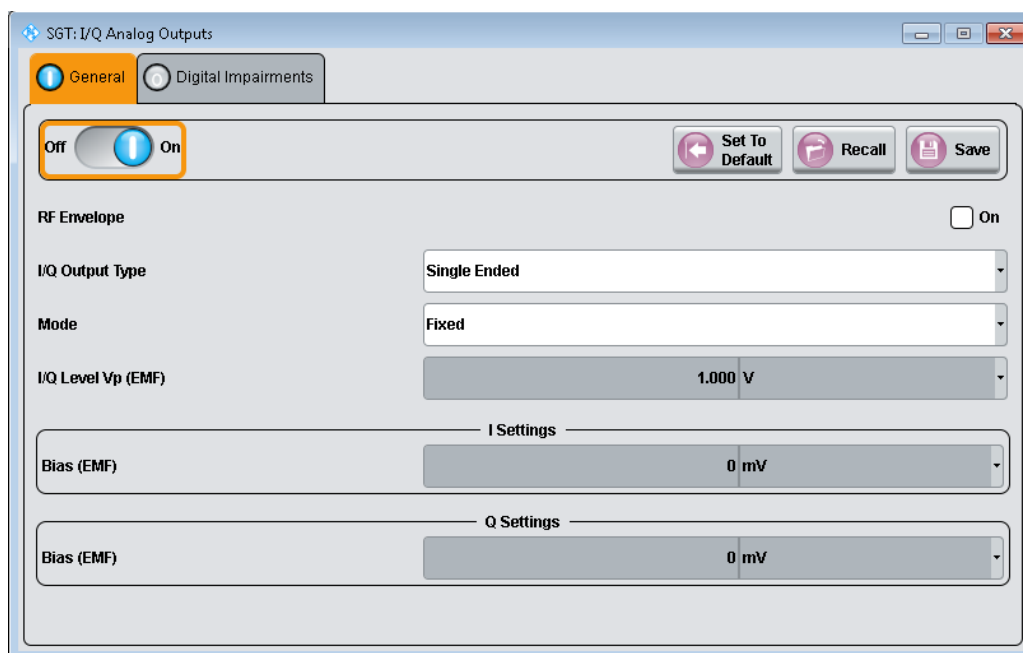 SGT: I/Q Analog Outputs
General Digital Impairments
Off On Set To Default Recall Save
RF Envelope On
I/Q Output Type Single Ended
Mode Fixed
I/Q Level Vp (EMF) 1.000 V
I Settings
Bias (EMF) 0 mV
Q Settings
Bias (EMF) 0 mV